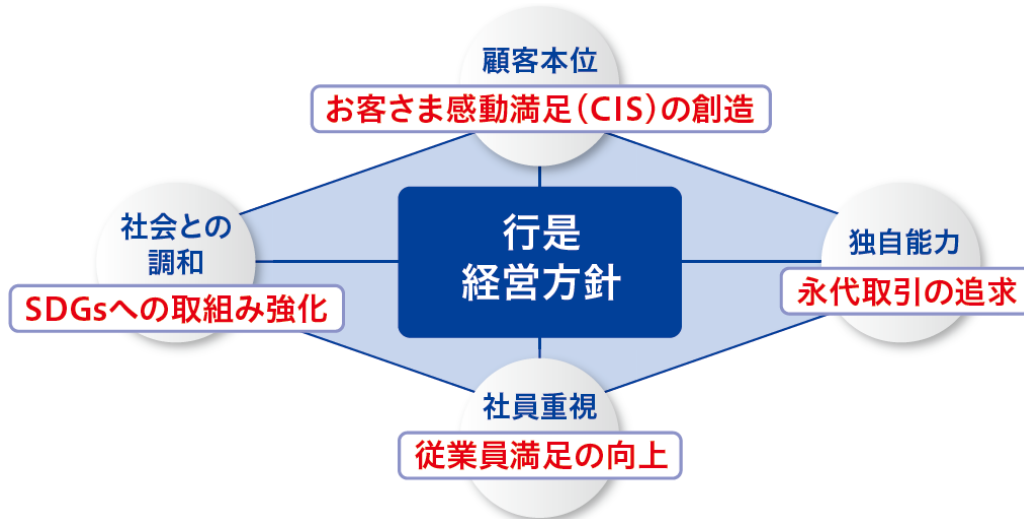 顧客本位
お客さま感動満足(CIS)の創造
社会との
調和
SDGsへの取組み強化
行是
経営方針
独自能力
永代取引の追求
社員重視
従業員満足の向上